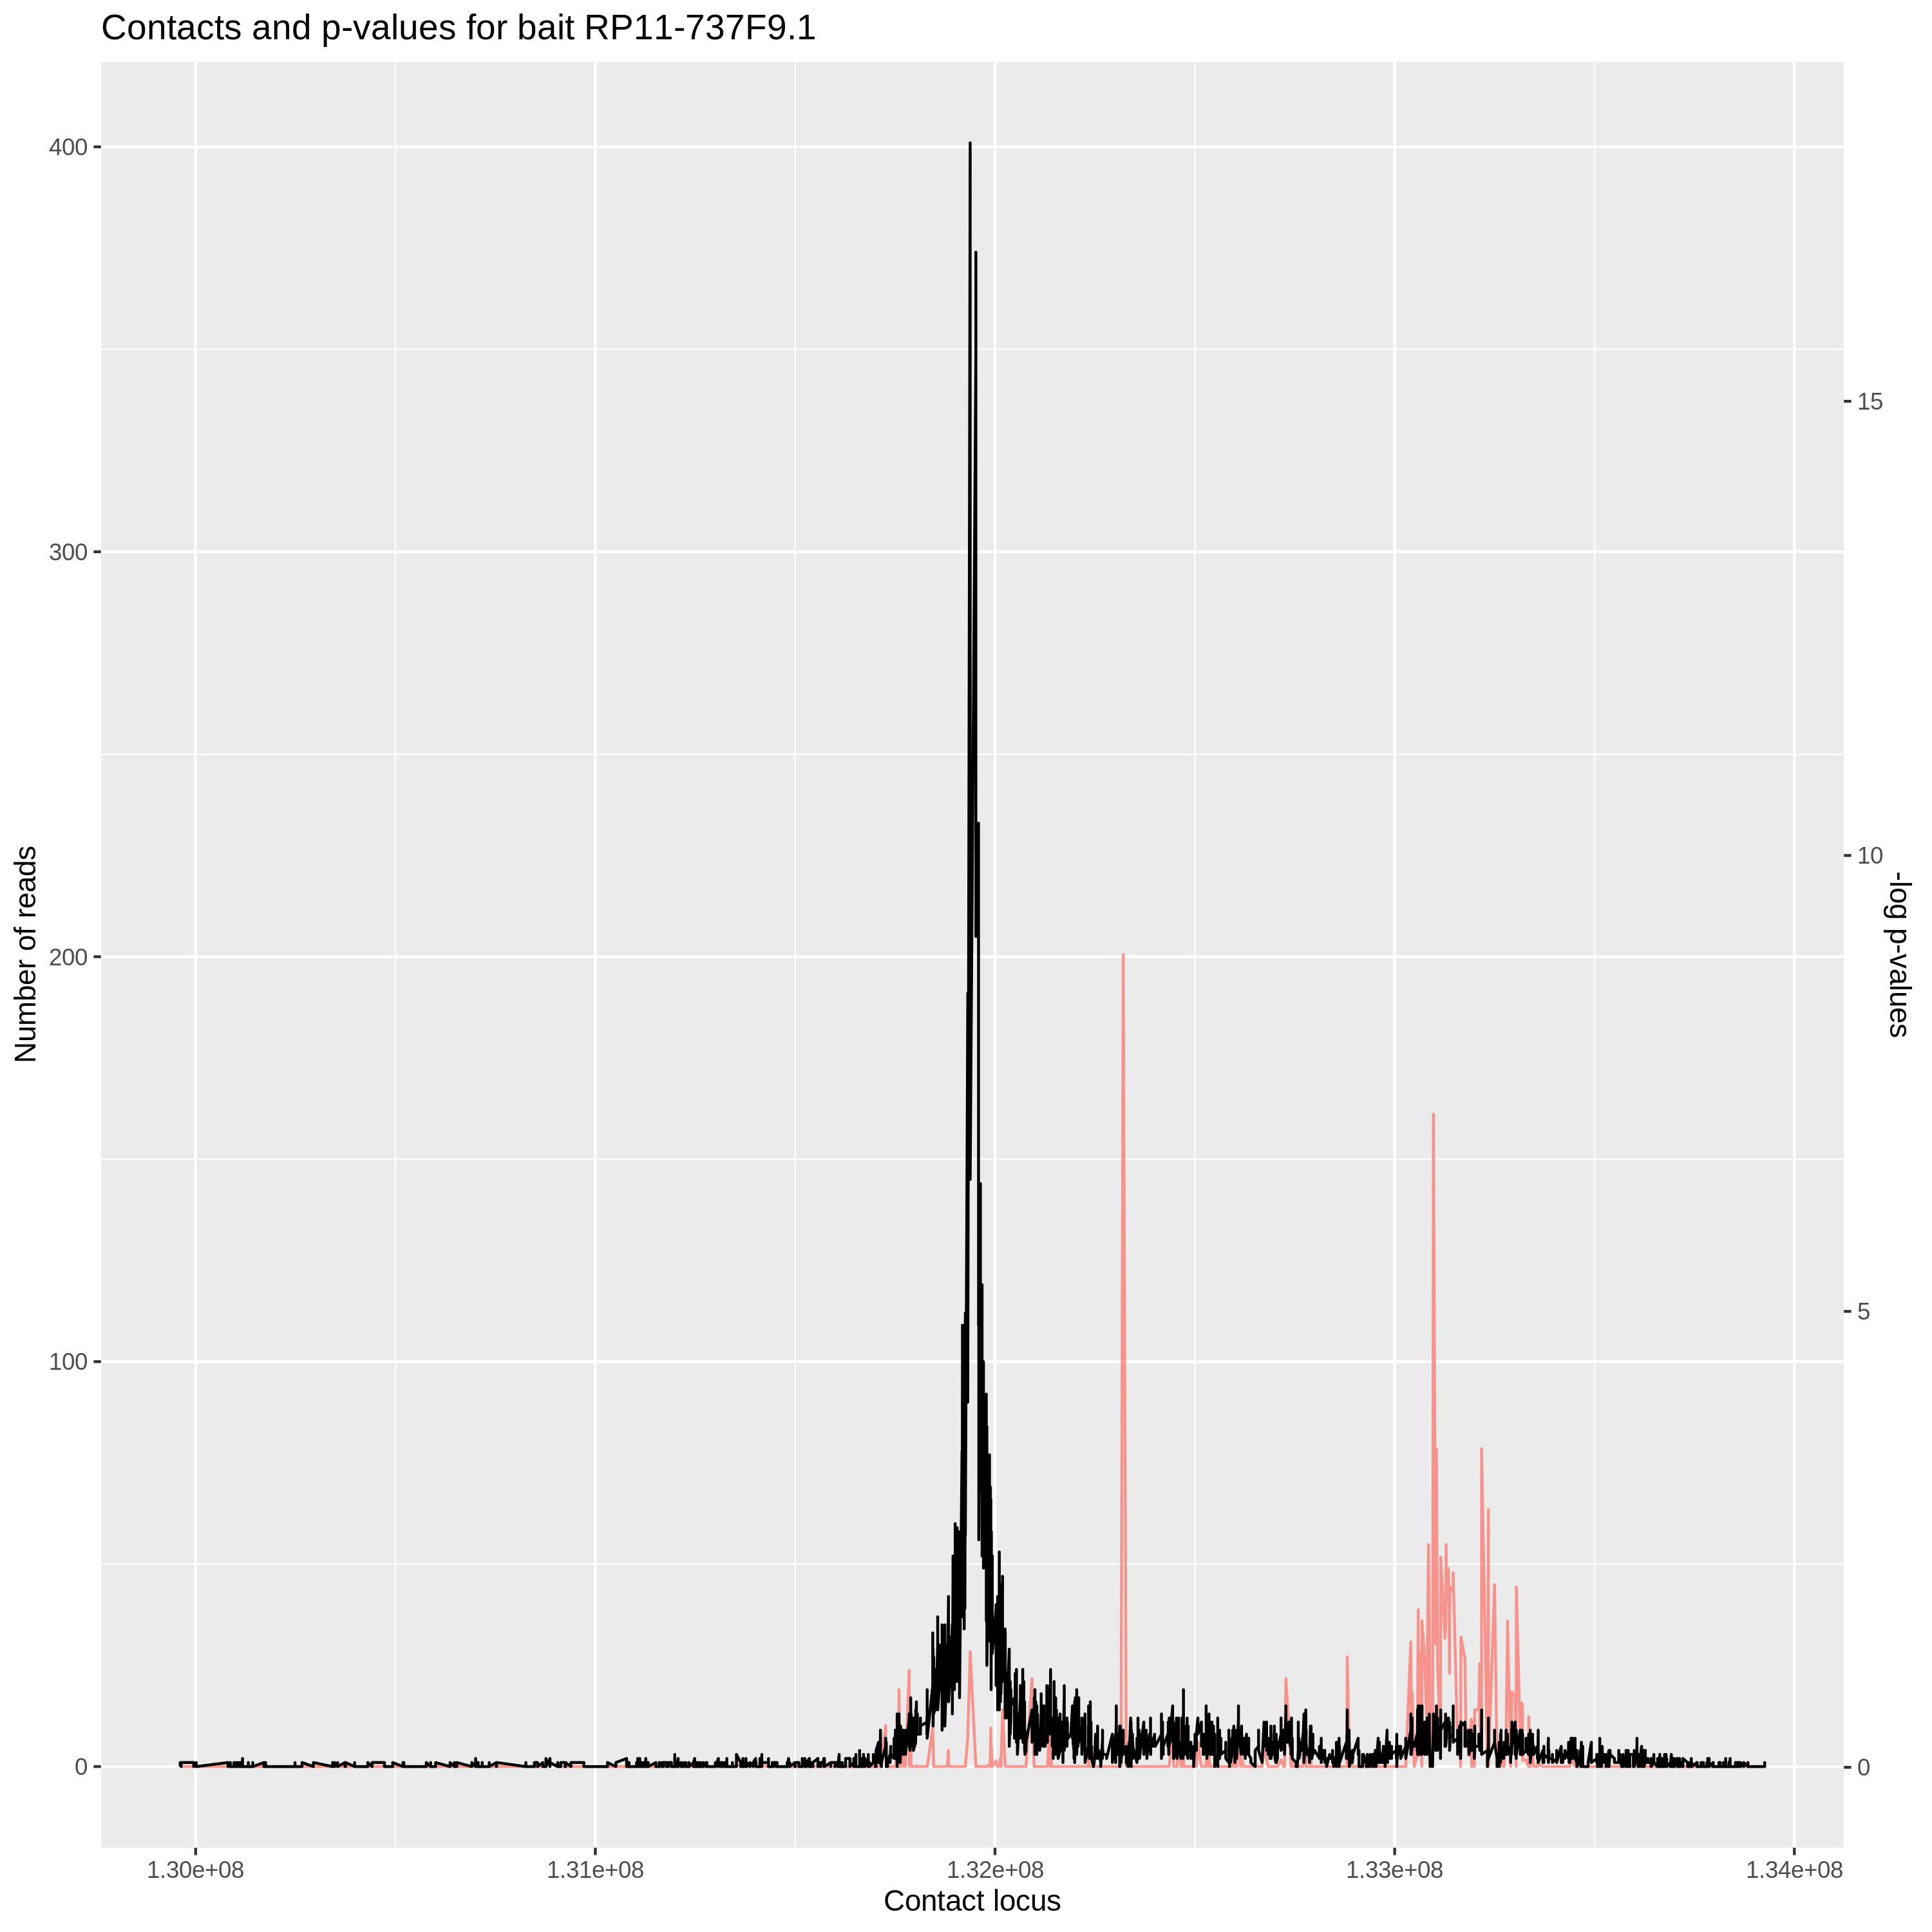 Contacts and p-values for bait RP11-737F9.1
400
300
200
100
0
Number of reads
15
10
5
0
-log p-values
1.30e+08
1.31e+08
1.32e+08
1.33e+08
1.34e+08
Contact locus